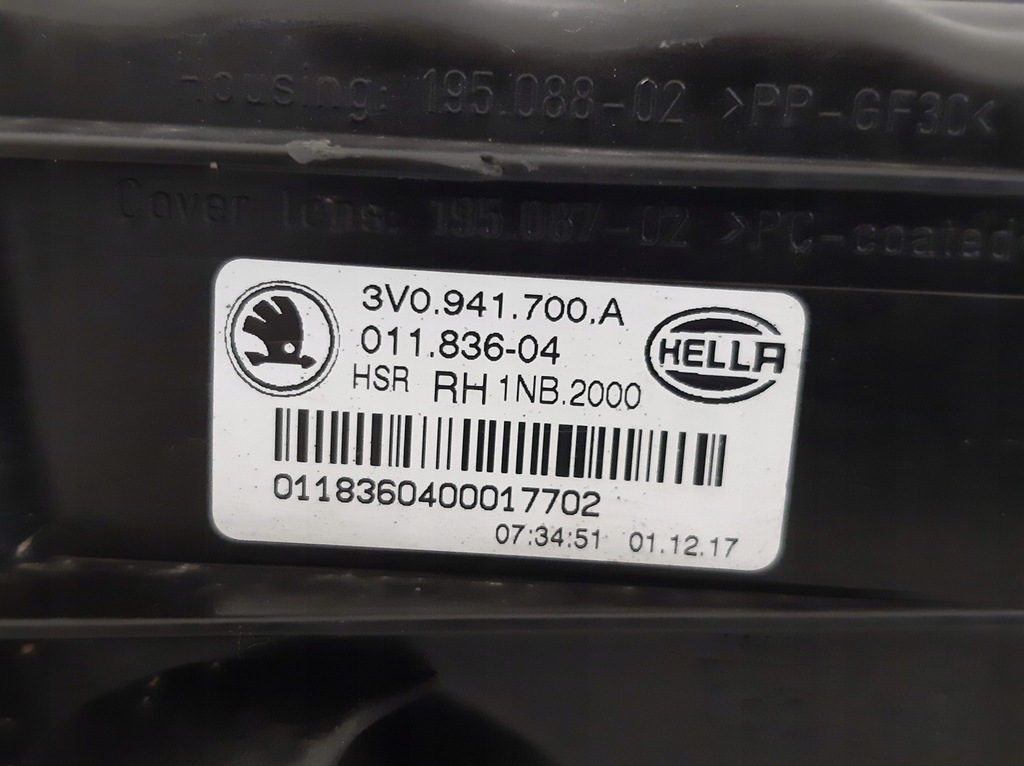 Housing: 195.088-02 >PP-GF30<
Cover lens: 195.087-02 >PC-coated<
3V0.941.700.A
011.836-04
HELLA
HSR RH 1NB.2000
0118360400017702
07:34:51 01.12.17